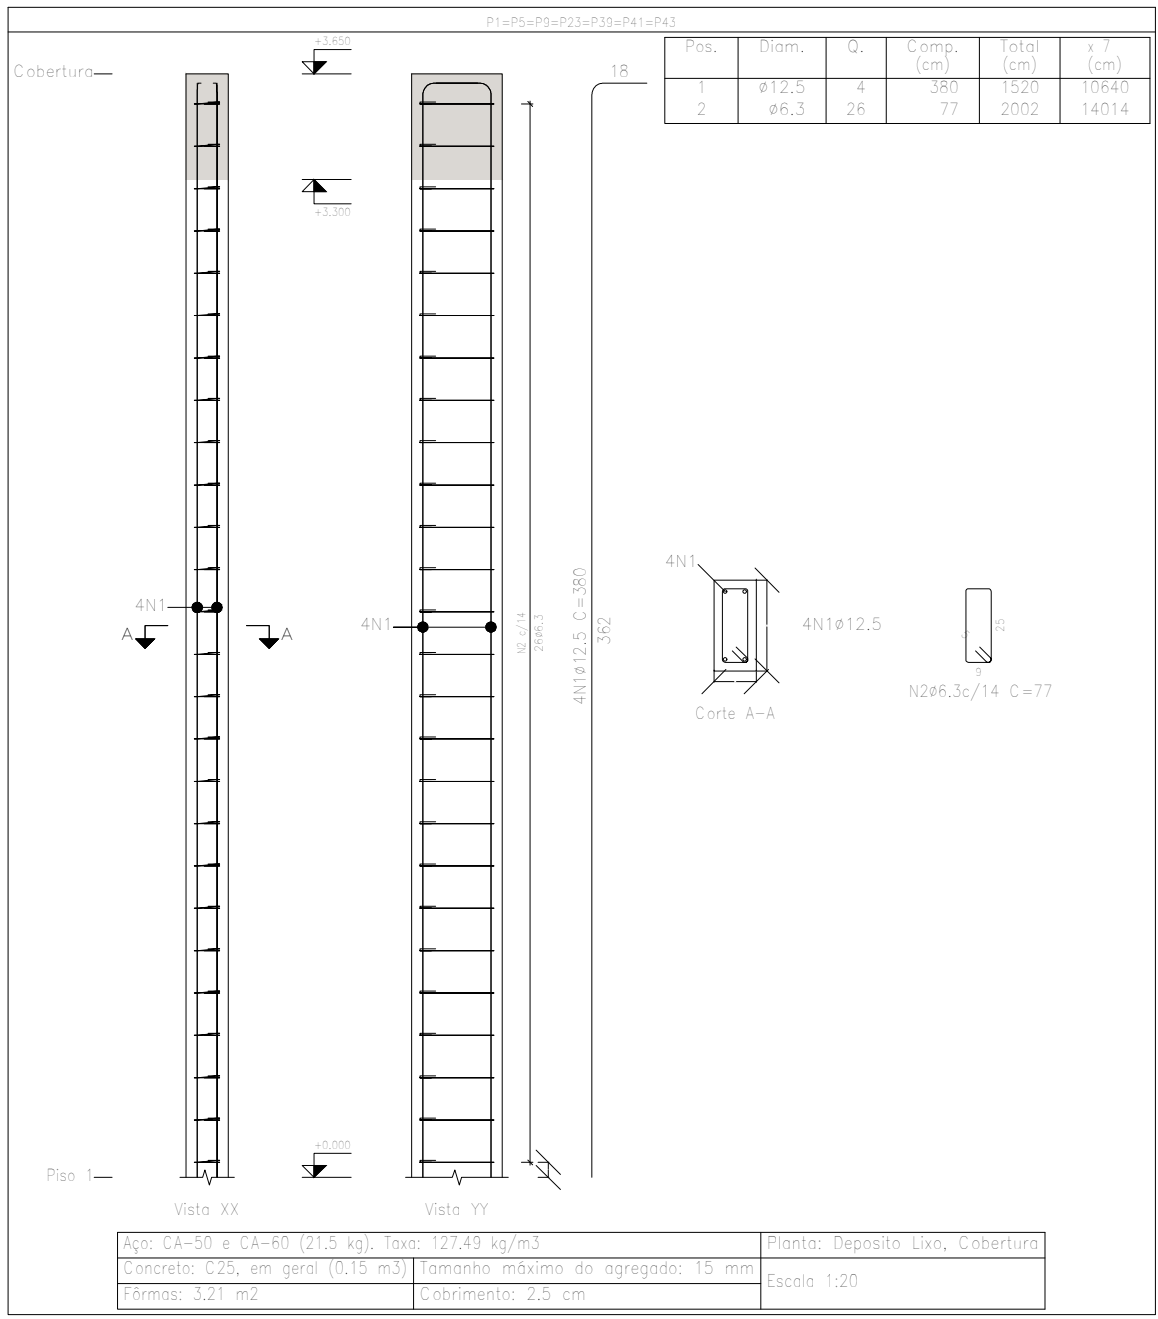 P1=P5=P9=P23=P39=P41=P43
Pos. Diam. Q. Comp. (cm) Total (cm) x 7 (cm)
1 ø12.5 4 380 1520 10640
2 ø6.3 26 77 2002 14014
+3.650
Cobertura
18
+3.300
4N1
A A
4N1
N2 c/14
26ø6.3
4N1ø12.5 C=380
362
4N1
4N1ø12.5
Corte A-A
5
25
9
N2ø6.3c/14 C=77
+0.000
Piso 1
Vista XX
Vista YY
Aço: CA-50 e CA-60 (21.5 kg). Taxa: 127.49 kg/m3
Planta: Deposito Lixo, Cobertura
Concreto: C25, em geral (0.15 m3)
Tamanho máximo do agregado: 15 mm
Escala 1:20
Fôrmas: 3.21 m2
Cobrimento: 2.5 cm